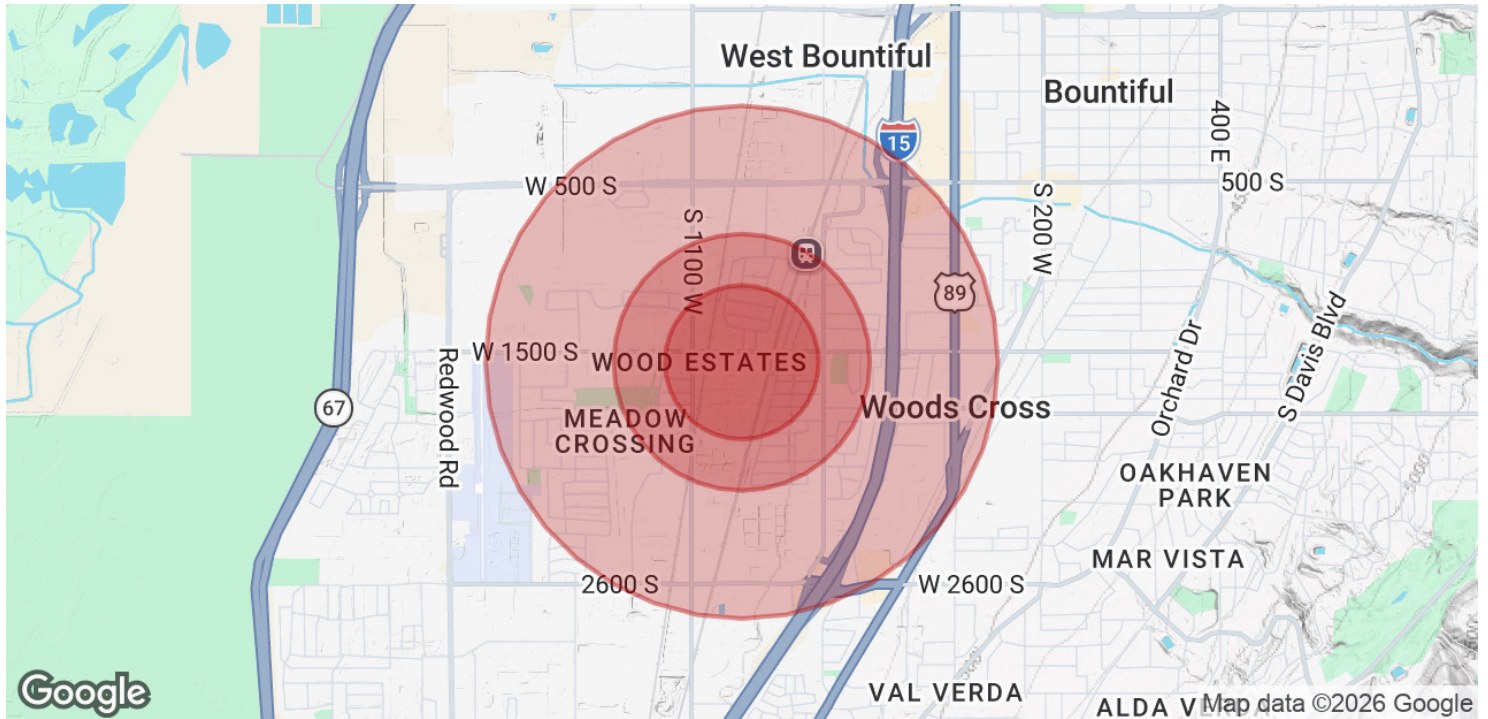 West Bountiful
Bountiful
15
400 E
W 500 S
500 S
S 1100 W
S 200 W
89
S Davis Blvd
Orchard Dr
W 1500 S
Redwood Rd
WOOD ESTATES
67
MEADOW
CROSSING
Woods Cross
OAKHAVEN
PARK
MAR VISTA
2600 S
W 2600 S
VAL VERDA
Google
Map data ©2026 Google